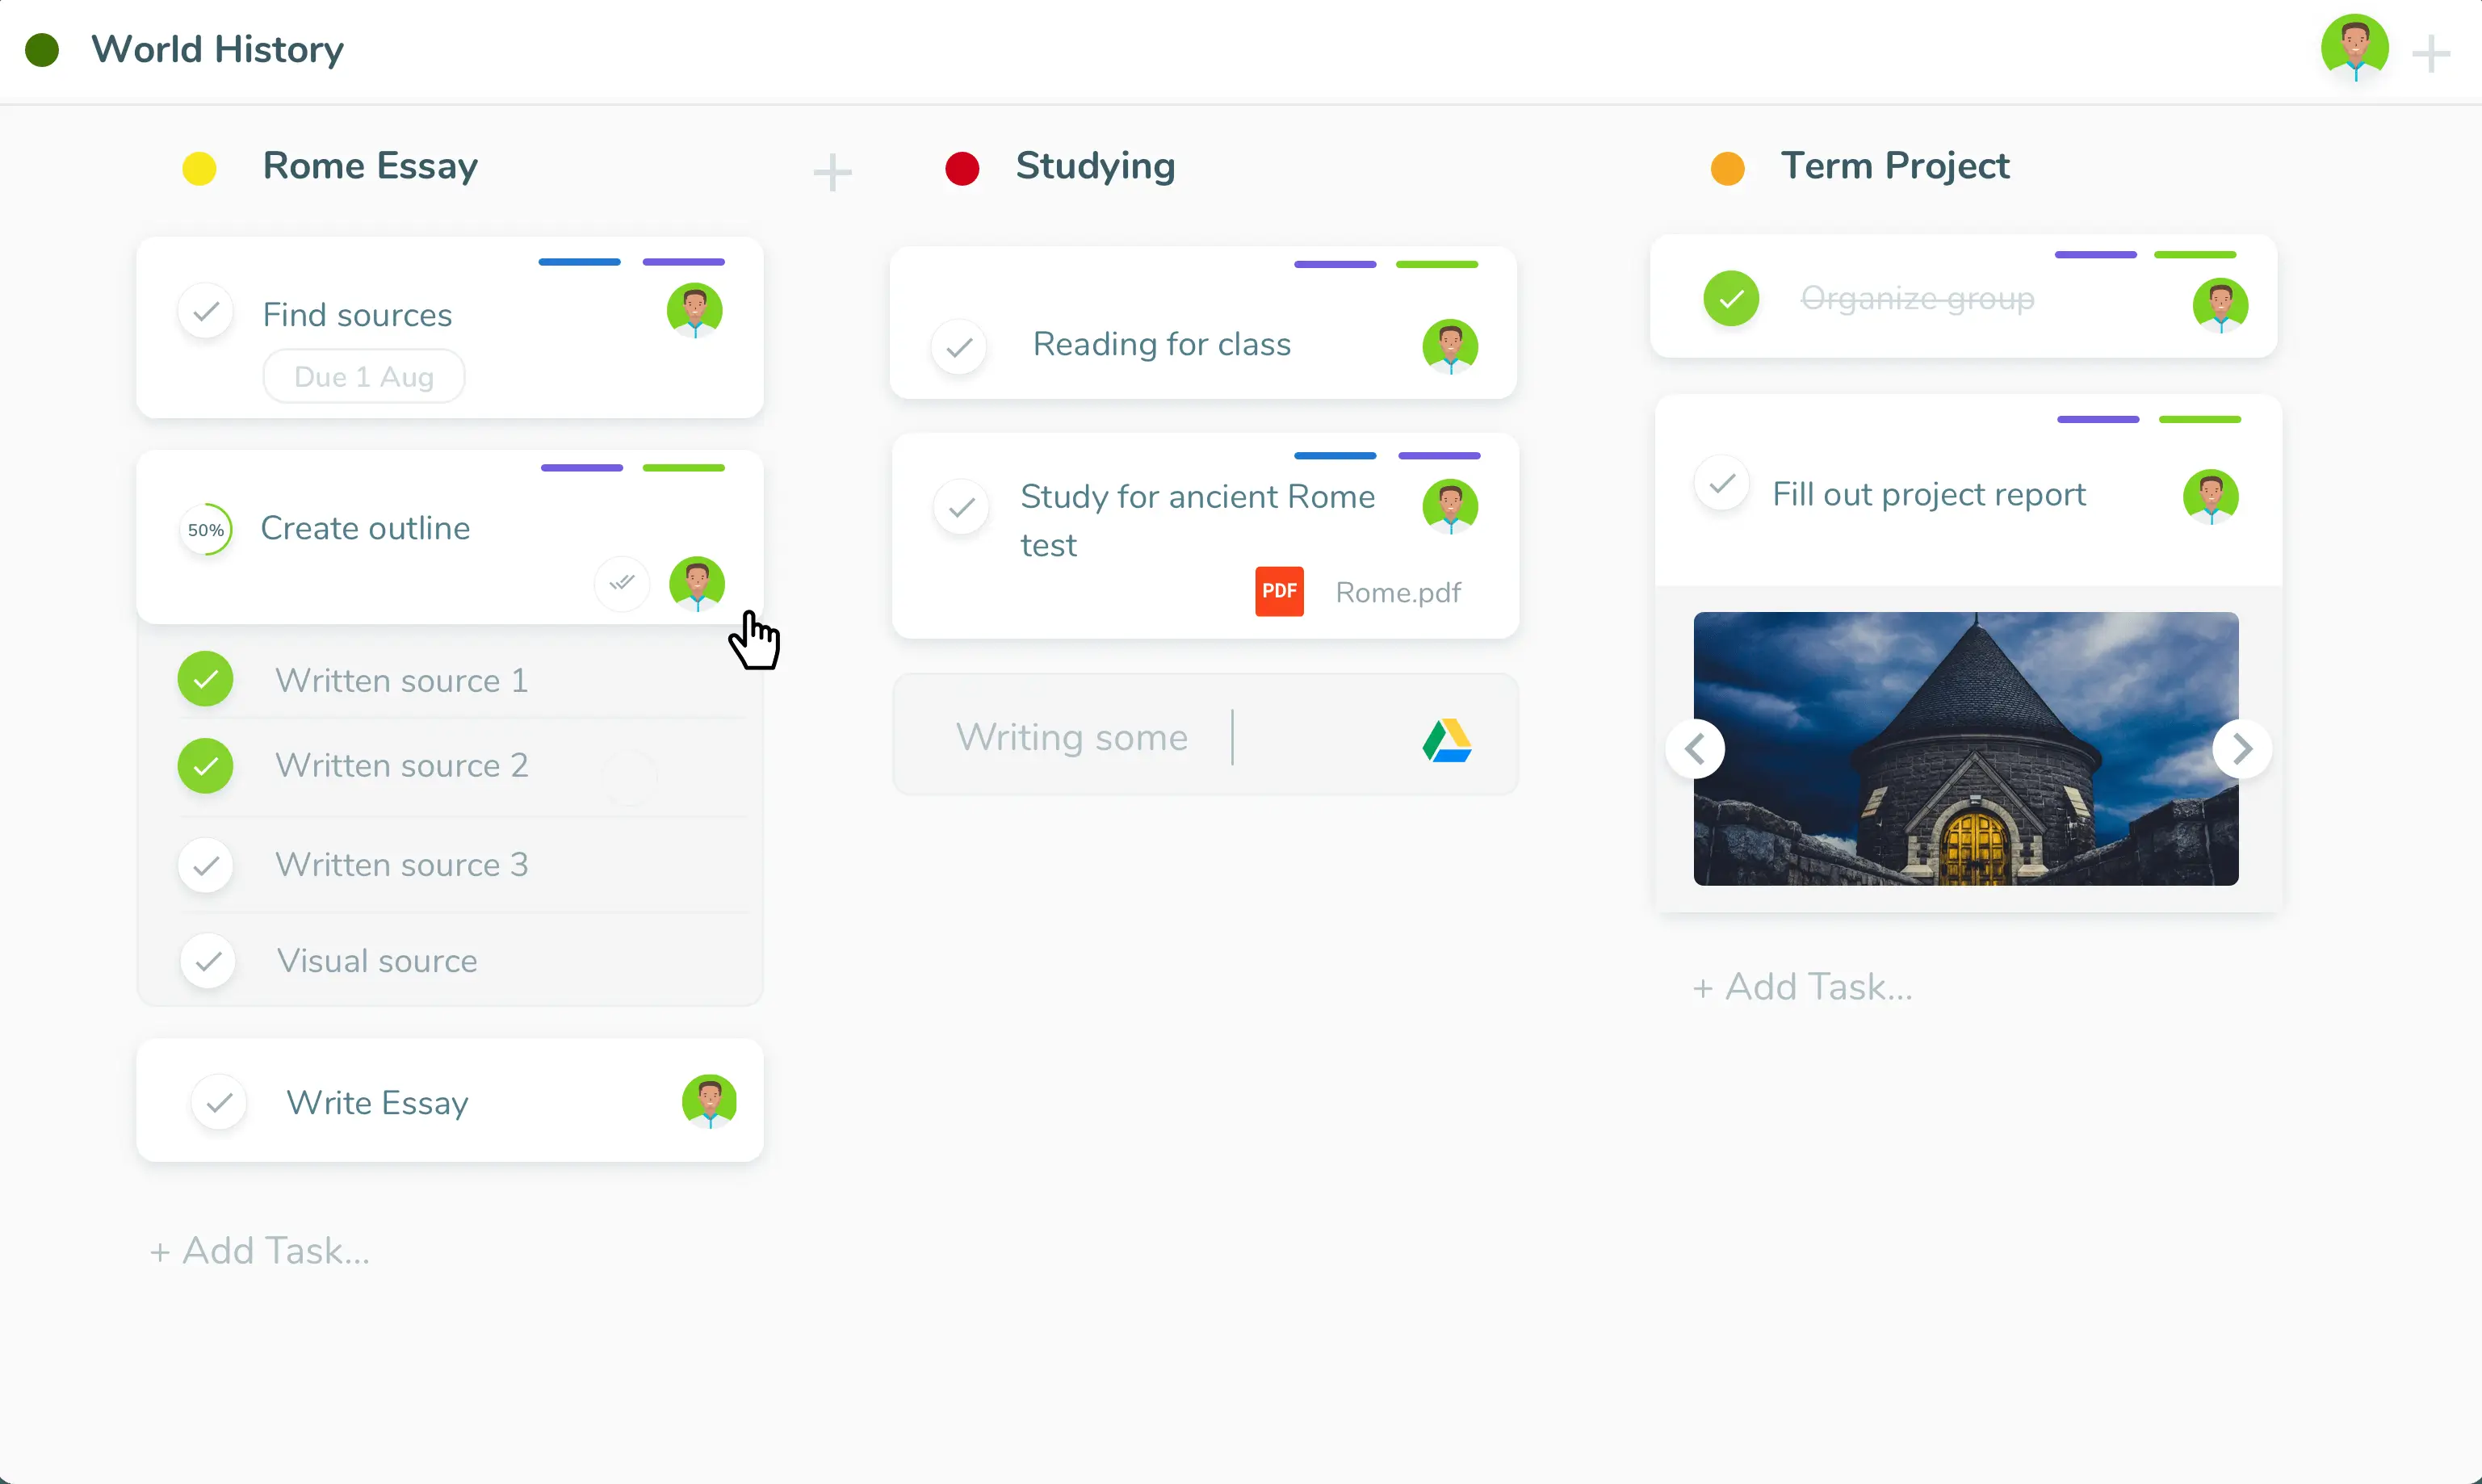 World History
Rome Essay
Find sources
Due 1 Aug
50%
Create outline
Written source 1
Written source 2
Written source 3
Visual source
Write Essay
+ Add Task...
Studying
Reading for class
Study for ancient Rome
test
PDF
Rome.pdf
Writing some
Term Project
Organize group
Fill out project report
+ Add Task...